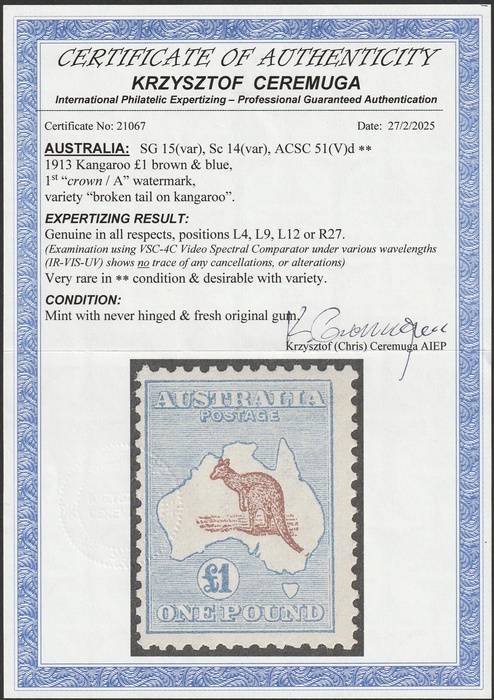 CERTIFICATE OF AUTHENTICITY
KRZYSZTOF CEREMUGA
International Philatelic Expertizing – Professional Guaranteed Authentication
Certificate No: 21067 Date: 27/2/2025
AUSTRALIA: SG 15(var), Sc 14(var), ACSC 51(V)d **
1913 Kangaroo £1 brown & blue,
1st “crown / A” watermark,
variety “broken tail on kangaroo”.
EXPERTIZING RESULT:
Genuine in all respects, positions L4, L9, L12 or R27.
(Examination using VSC-4C Video Spectral Comparator under various wavelengths
(IR-VIS-UV) shows no trace of any cancellations, or alterations)
Very rare in ** condition & desirable with variety.
CONDITION:
Mint with never hinged & fresh original gum.
K Ceremuga
Krzysztof (Chris) Ceremuga AIEP
AUSTRALIA
POSTAGE
£1
ONE POUND